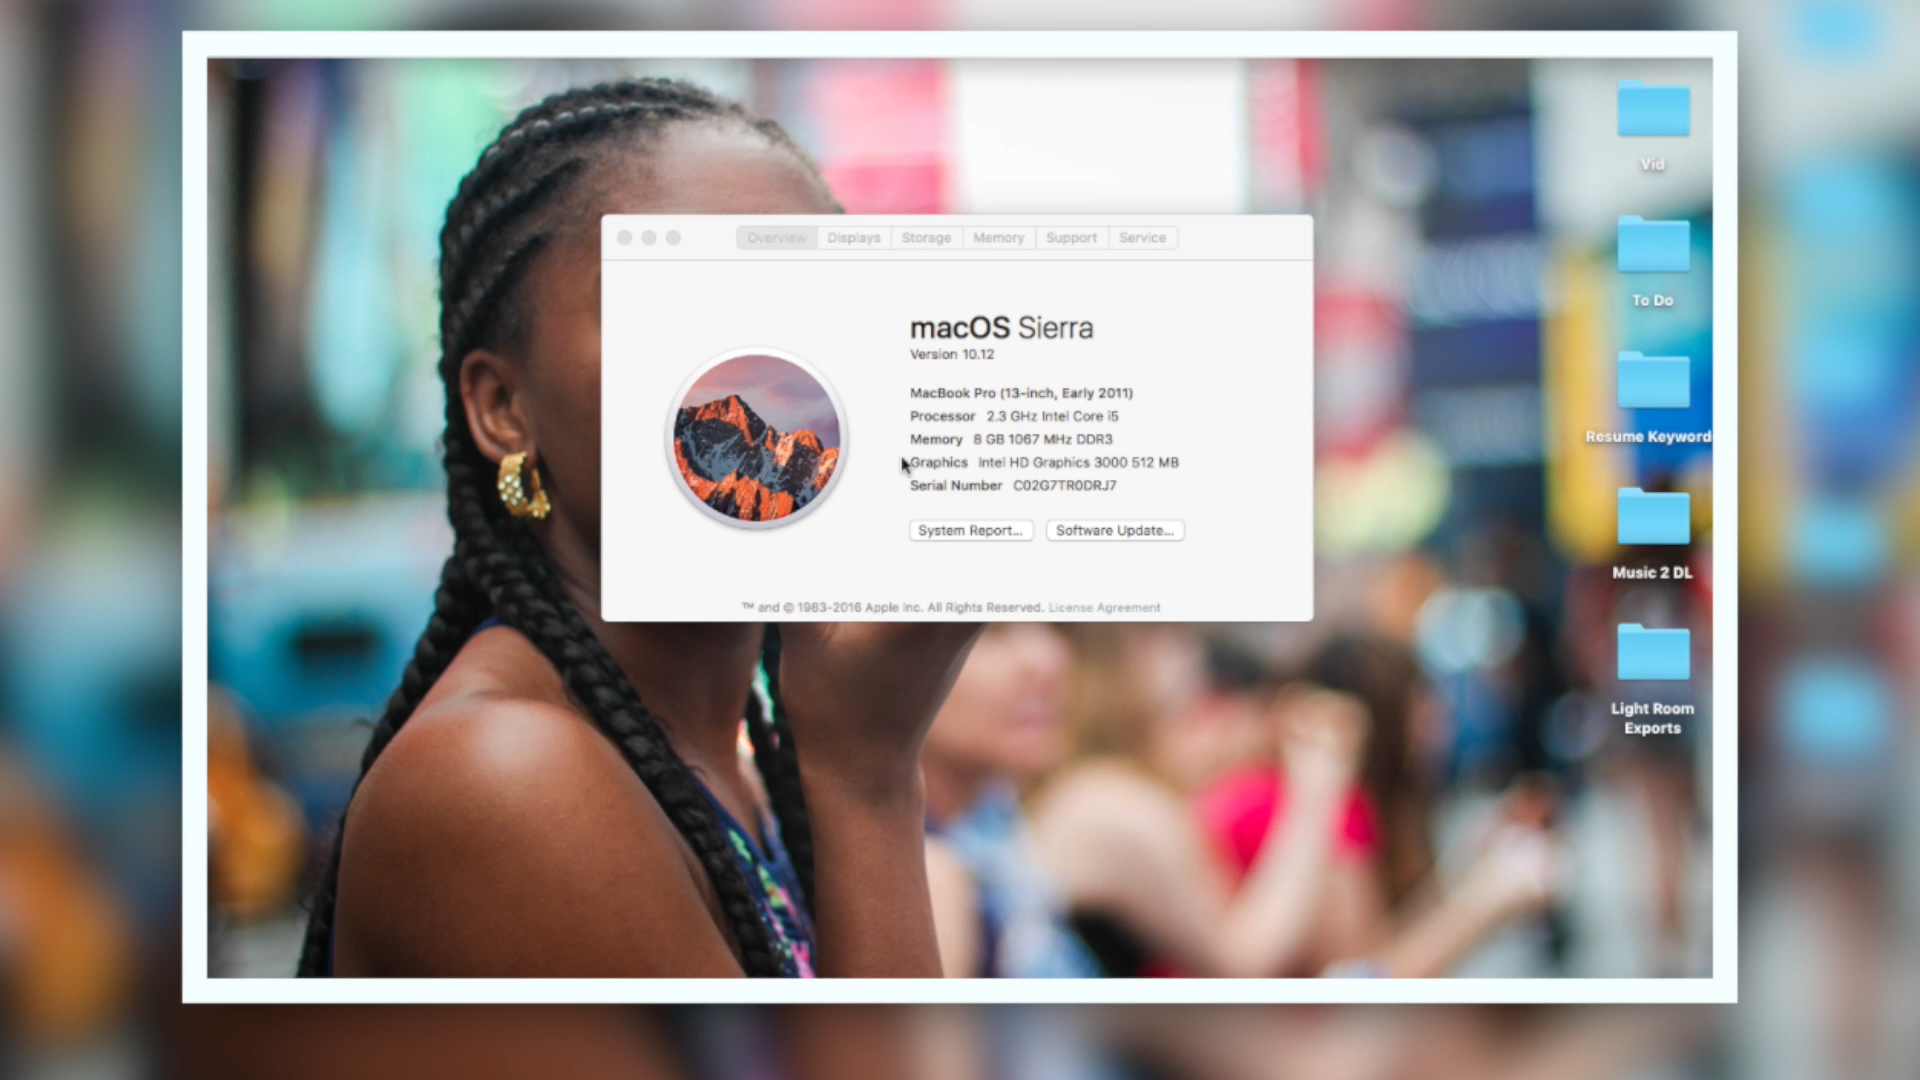 Overview Displays Storage Memory Support Service
macOS Sierra
Version 10.12
MacBook Pro (13-inch, Early 2011)
Processor 2.3 GHz Intel Core i5
Memory 8 GB 1067 MHz DDR3
Graphics Intel HD Graphics 3000 512 MB
Serial Number C02G7TR0DRJ7
System Report... Software Update...
™ and © 1983-2016 Apple Inc. All Rights Reserved. License Agreement
Vid
To Do
Resume Keyword
Music 2 DL
Light Room
Exports